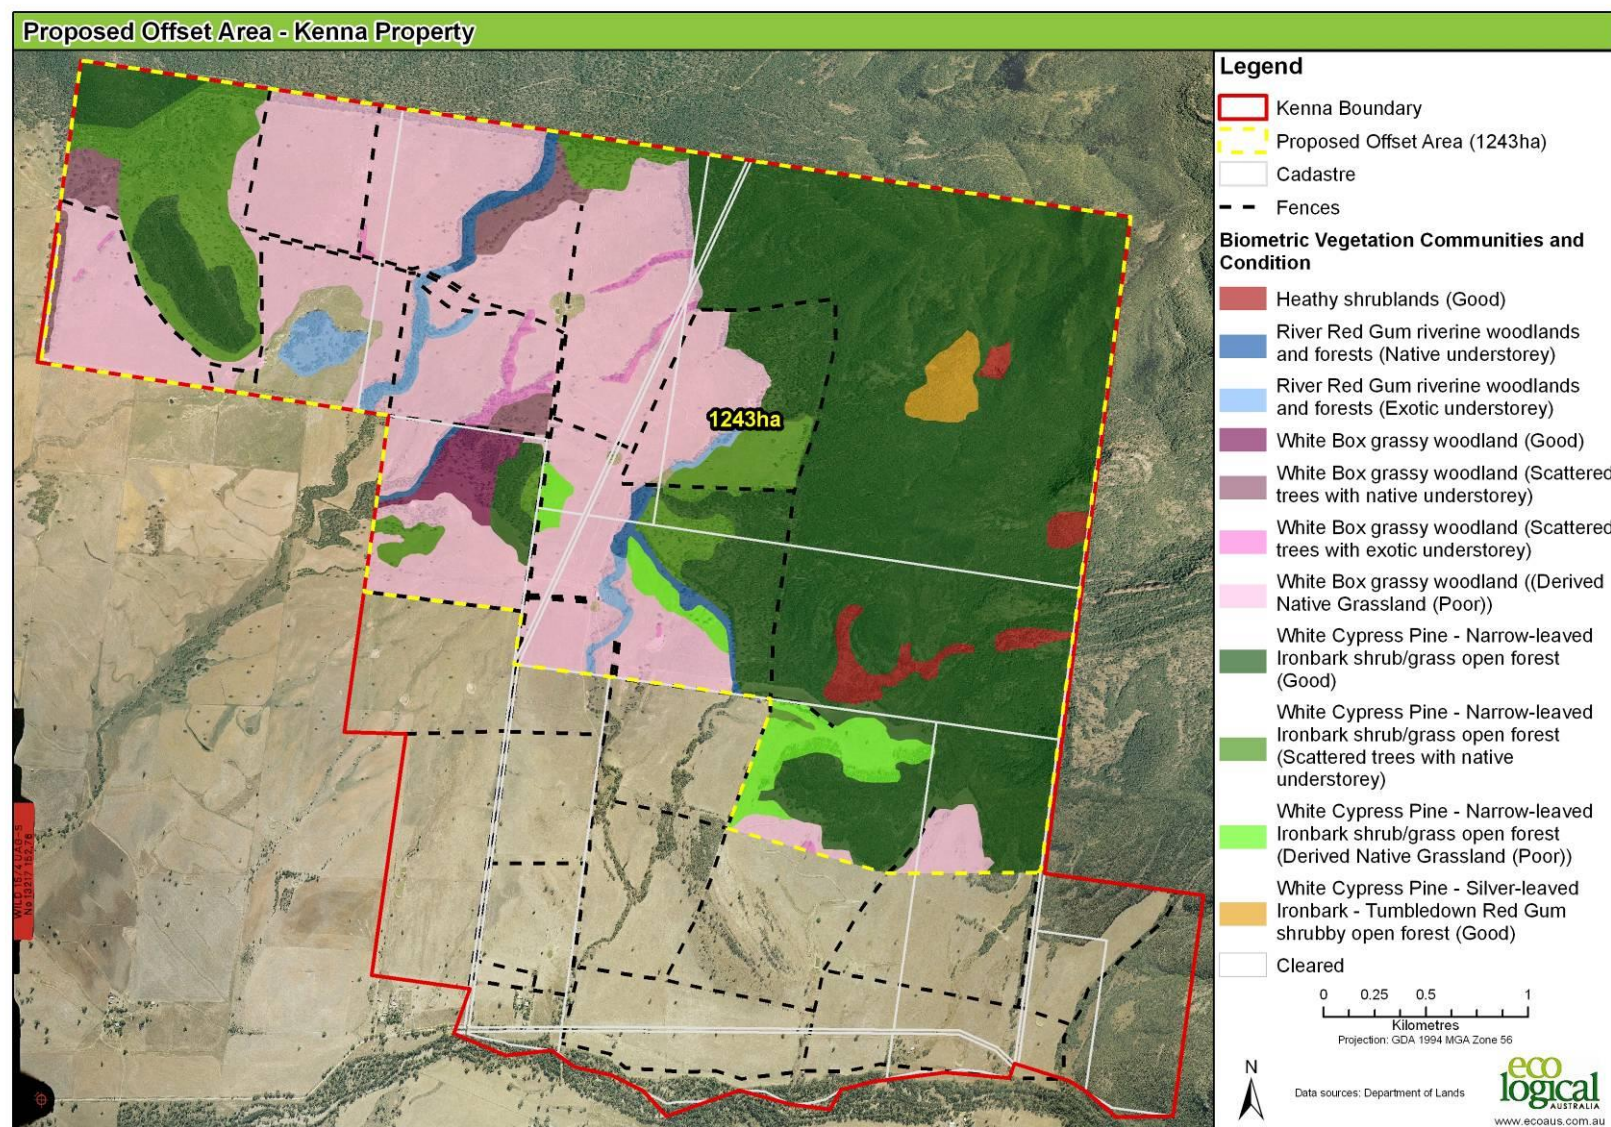 Proposed Offset Area - Kenna Property
1243ha
Legend
Kenna Boundary
Proposed Offset Area (1243ha)
Cadastre
Fences
Biometric Vegetation Communities and
Condition
Heathy shrublands (Good)
River Red Gum riverine woodlands
and forests (Native understorey)
River Red Gum riverine woodlands
and forests (Exotic understorey)
White Box grassy woodland (Good)
White Box grassy woodland (Scattered
trees with native understorey)
White Box grassy woodland (Scattered
trees with exotic understorey)
White Box grassy woodland ((Derived
Native Grassland (Poor))
White Cypress Pine - Narrow-leaved
Ironbark shrub/grass open forest
(Good)
White Cypress Pine - Narrow-leaved
Ironbark shrub/grass open forest
(Scattered trees with native
understorey)
White Cypress Pine - Narrow-leaved
Ironbark shrub/grass open forest
(Derived Native Grassland (Poor))
White Cypress Pine - Silver-leaved
Ironbark - Tumbledown Red Gum
shrubby open forest (Good)
Cleared
0 0.25 0.5 1
Kilometres
Projection: GDA 1994 MGA Zone 56
N
Data sources: Department of Lands
eco
logical
AUSTRALIA
www.ecoaus.com.au